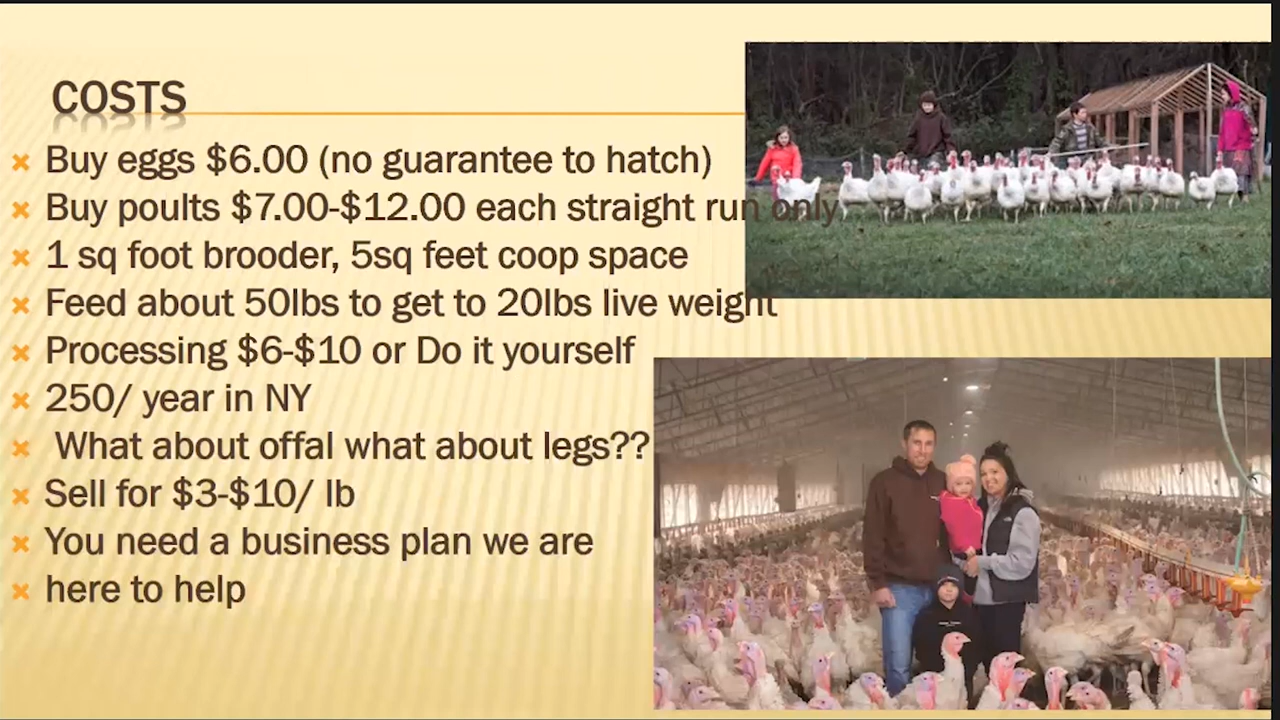 COSTS
Buy eggs $6.00 (no guarantee to hatch)
Buy poults $7.00-$12.00 each straight run only
1 sq foot brooder, 5sq feet coop space
Feed about 50lbs to get to 20lbs live weight
Processing $6-$10 or Do it yourself
250/ year in NY
What about offal what about legs??
Sell for $3-$10/ lb
You need a business plan we are
here to help